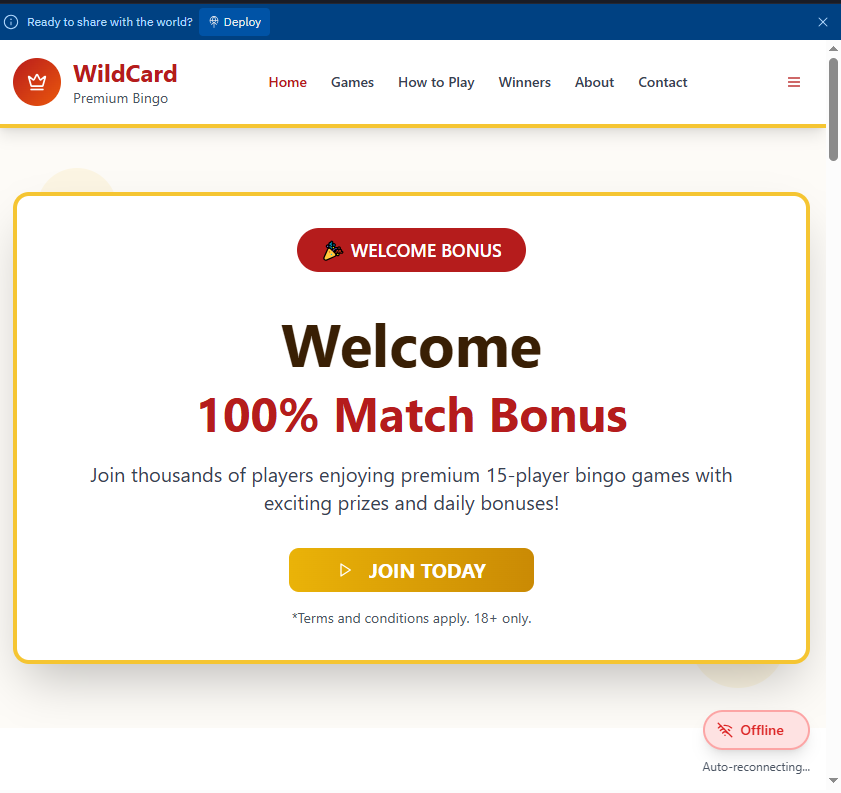 Ready to share with the world? Deploy
WildCard
Premium Bingo
Home Games How to Play Winners About Contact
WELCOME BONUS
Welcome
100% Match Bonus
Join thousands of players enjoying premium 15-player bingo games with
exciting prizes and daily bonuses!
JOIN TODAY
*Terms and conditions apply. 18+ only.
Offline
Auto-reconnecting...